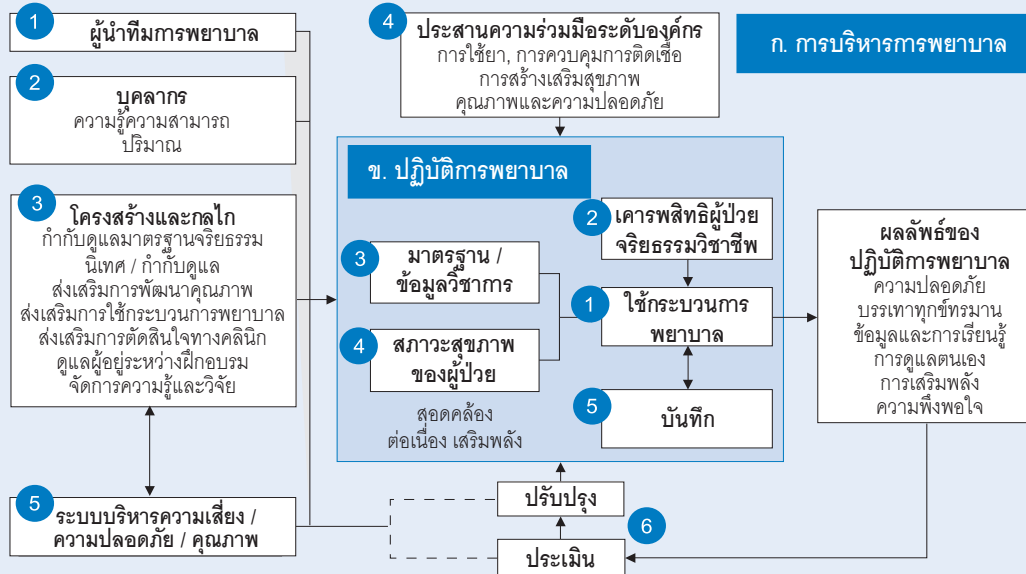 1
ผู้นำทีมการพยาบาล
2
บุคลากร
ความรู้ความสามารถ
ปริมาณ
3
โครงสร้างและกลไก
กำกับดูแลมาตรฐานจริยธรรม
นิเทศ / กำกับดูแล
ส่งเสริมการพัฒนาคุณภาพ
ส่งเสริมการใช้กระบวนการพยาบาล
ส่งเสริมการตัดสินใจทางคลินิก
ดูแลผู้อยู่ระหว่างฝึกอบรม
จัดการความรู้และวิจัย
5
ระบบบริหารความเสี่ยง /
ความปลอดภัย / คุณภาพ
4
ประสานความร่วมมือระดับองค์กร
การใช้ยา, การควบคุมการติดเชื้อ
การสร้างเสริมสุขภาพ
คุณภาพและความปลอดภัย
ก. การบริหารการพยาบาล
ข. ปฏิบัติการพยาบาล
2
เคารพสิทธิผู้ป่วย
จริยธรรมวิชาชีพ
3
มาตรฐาน /
ข้อมูลวิชาการ
1
ใช้กระบวนการ
พยาบาล
4
สภาวะสุขภาพ
ของผู้ป่วย
5
บันทึก
สอดคล้อง
ต่อเนื่อง เสริมพลัง
ผลลัพธ์ของ
ปฏิบัติการพยาบาล
ความปลอดภัย
บรรเทาทุกข์ทรมาน
ข้อมูลและการเรียนรู้
การดูแลตนเอง
การเสริมพลัง
ความพึงพอใจ
ปรับปรุง
6
ประเมิน